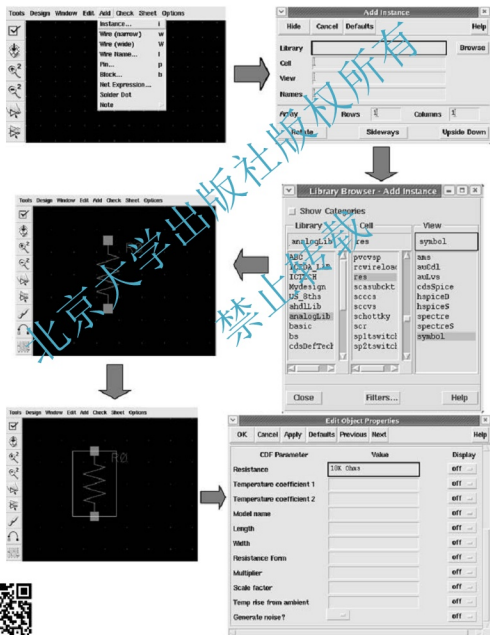 Tools Design Window Edit Add Check Sheet Options
Instance... i
Wire (narrow) w
Wire (wide) W
Wire Name... l
Pin... p
Block... b
Net Expression...
Solder Dot
Note
Add Instance
Hide Cancel Defaults Help
Library Browse
Cell
View
Names
Array Rows 1 Columns 1
Rotate Sideways Upside Down
Library Browser - Add Instance
Show Categories
Library Cell View
analogLib res symbol
ABC
Mydesign
US_8ths
ahdlLib
analogLib
basic
bs
cdsDefTech
pvcvsp
rcwireload
res
scasubckt
scccs
sccvs
schottky
scr
sp1tswitch
sp2tswitch
ams
auCdl
auLvs
cdsSpice
hspiceD
hspiceS
spectre
spectreS
symbol
Close Filters... Help
Tools Design Window Edit Add Check Sheet Options
Tools Design Window Edit Add Check Sheet Options
R0
Edit Object Properties
OK Cancel Apply Defaults Previous Next Help
CDF Parameter Value Display
Resistance 10K Ohms off
Temperature coefficient 1 off
Temperature coefficient 2 off
Model name off
Length off
Width off
Resistance Form off
Multiplier off
Scale factor off
Temp rise from ambient off
Generate noise? off
北京大学出版社版权所有
禁止转载